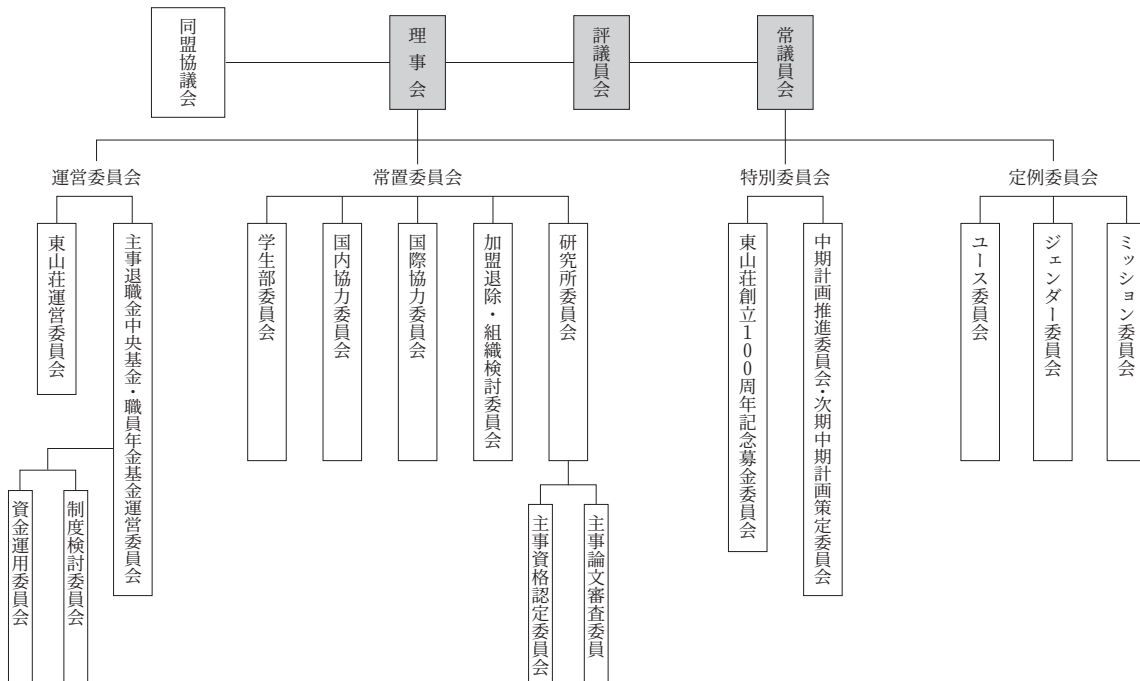 同盟協議会
理事会
評議員会
常議員会
運営委員会
常置委員会
特別委員会
定例委員会
東山荘運営委員会
主事退職金中央基金・職員年金基金運営委員会
学生部委員会
国内協力委員会
国際協力委員会
加盟退除・組織検討委員会
研究所委員会
東山荘創立100周年記念募金委員会
中期計画推進委員会・次期中期計画策定委員会
ユース委員会
ジェンダー委員会
ミッション委員会
資金運用委員会
制度検討委員会
主事資格認定委員会
主事論文審査委員